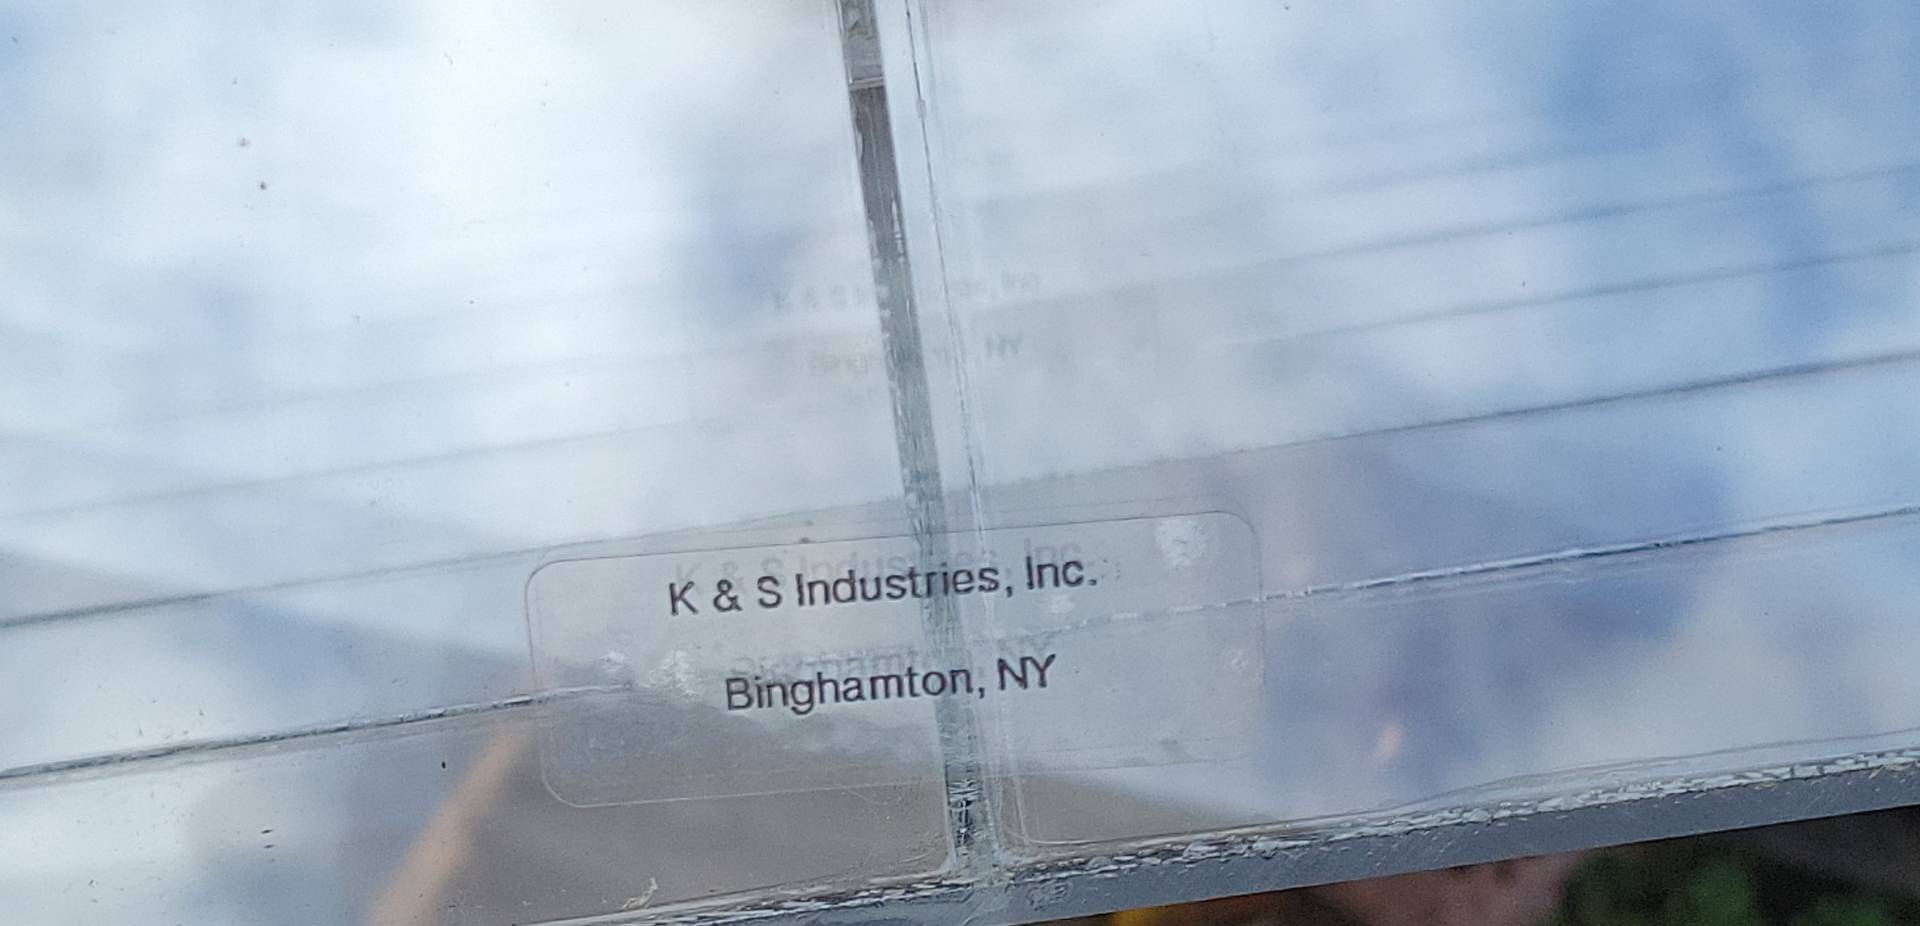 K & S Industries, Inc.
Binghamton, NY